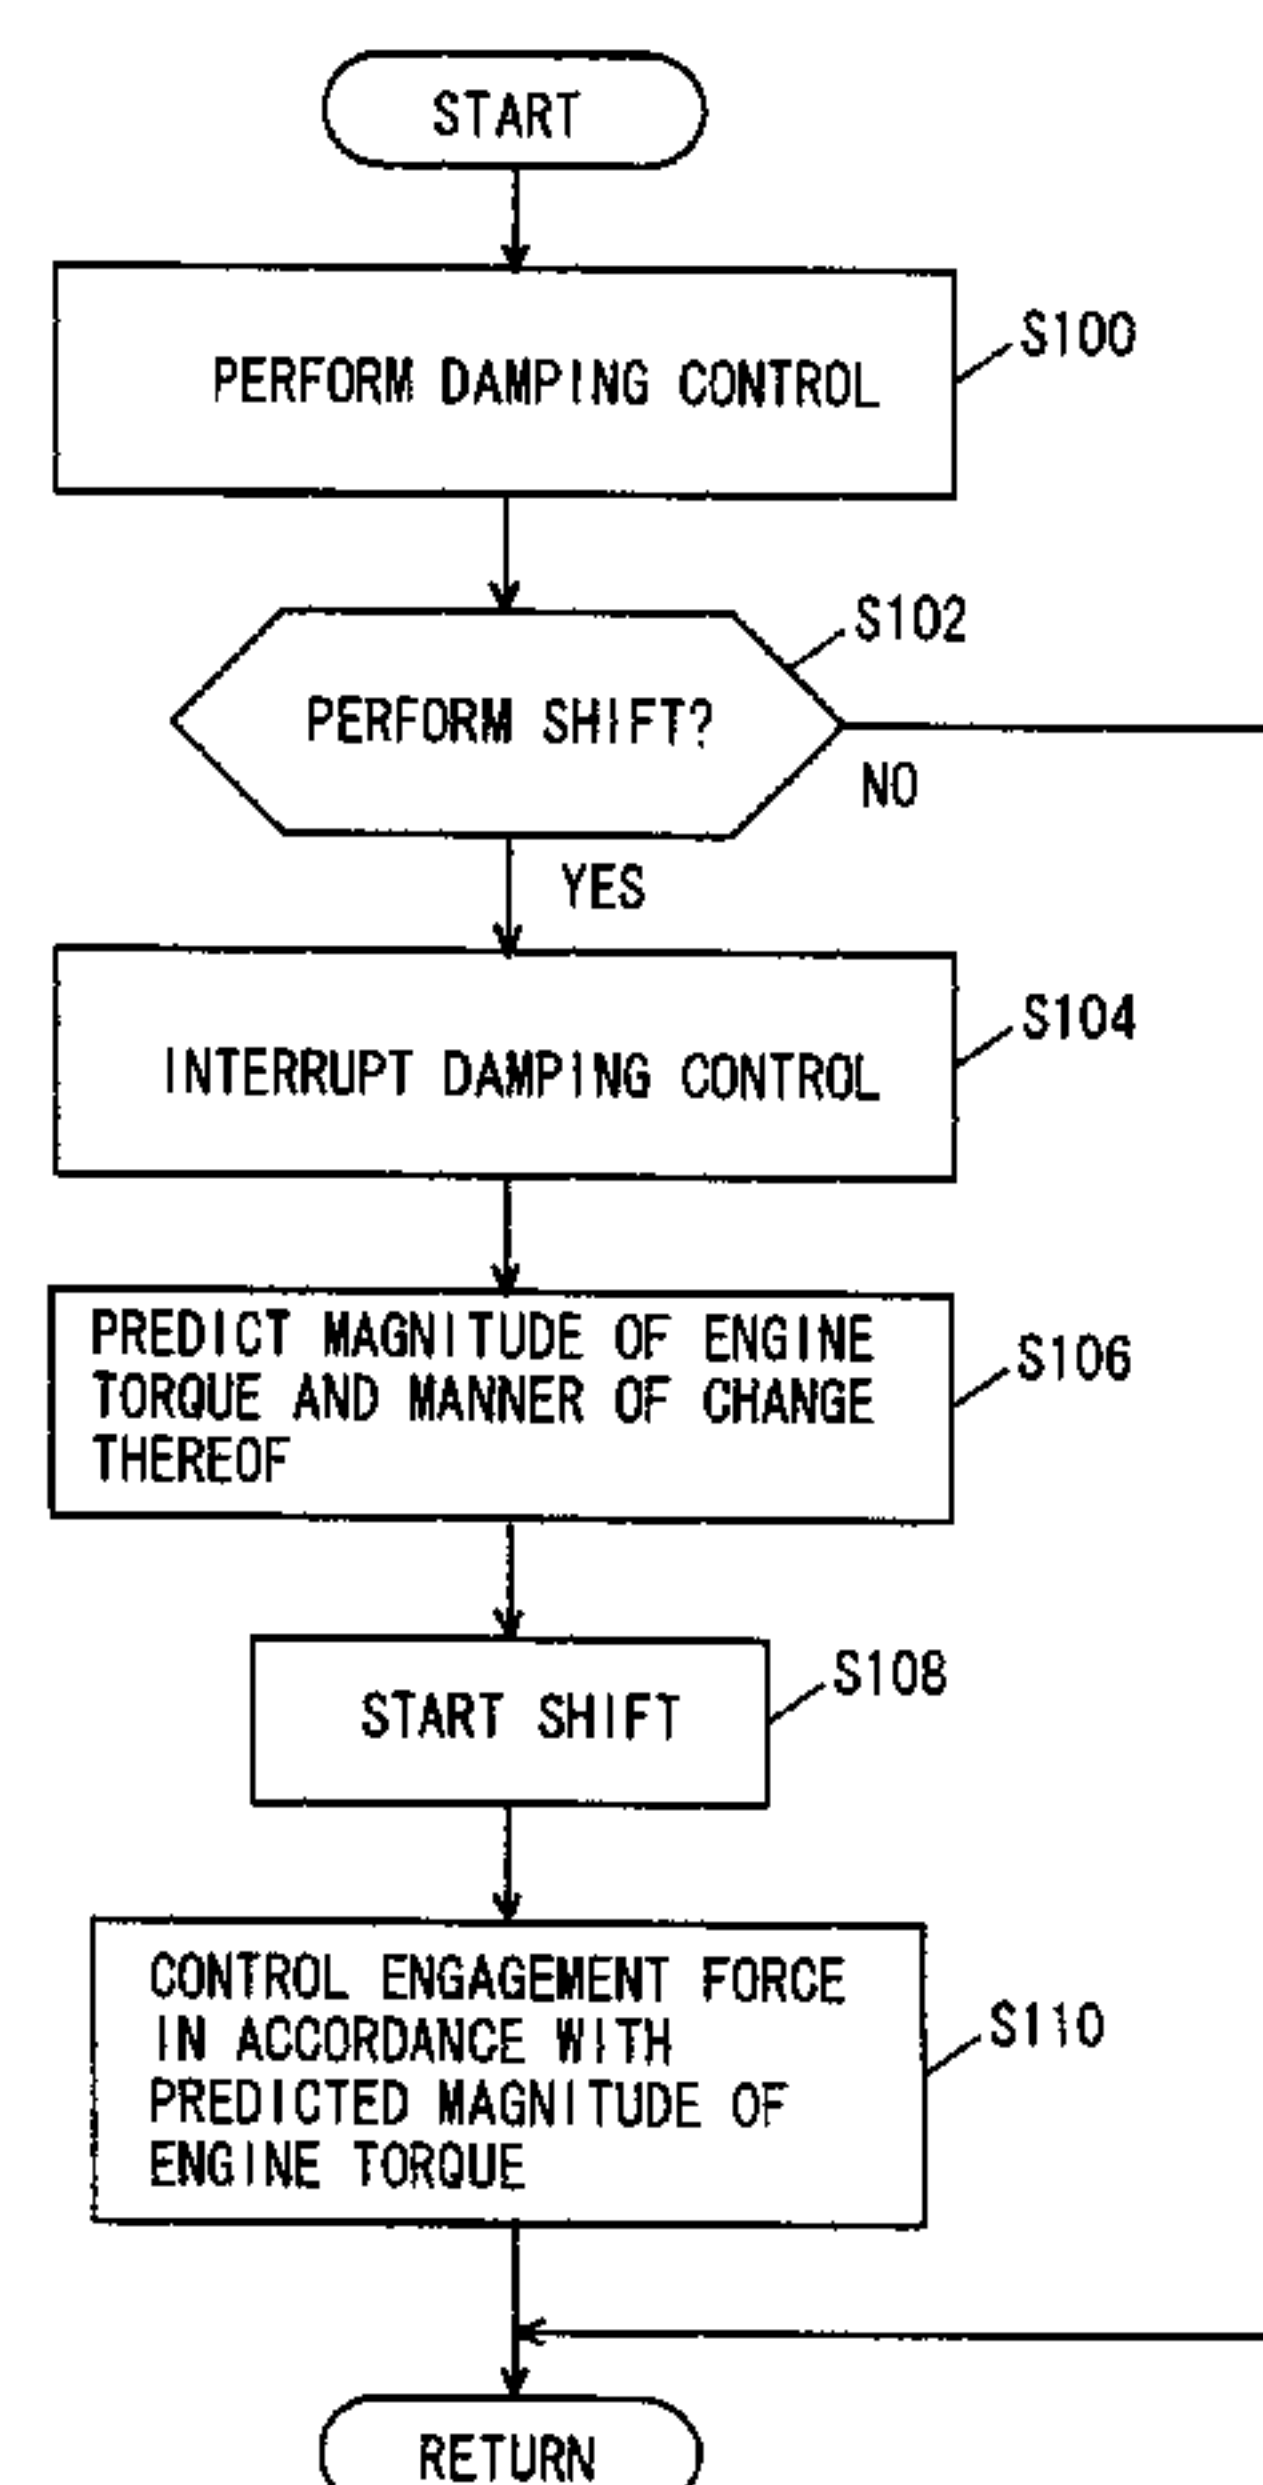 START
PERFORM DAMPING CONTROL
S100
PERFORM SHIFT?
S102
NO
YES
INTERRUPT DAMPING CONTROL
S104
PREDICT MAGNITUDE OF ENGINE
TORQUE AND MANNER OF CHANGE
THEREOF
S106
START SHIFT
S108
CONTROL ENGAGEMENT FORCE
IN ACCORDANCE WITH
PREDICTED MAGNITUDE OF
ENGINE TORQUE
S110
RETURN